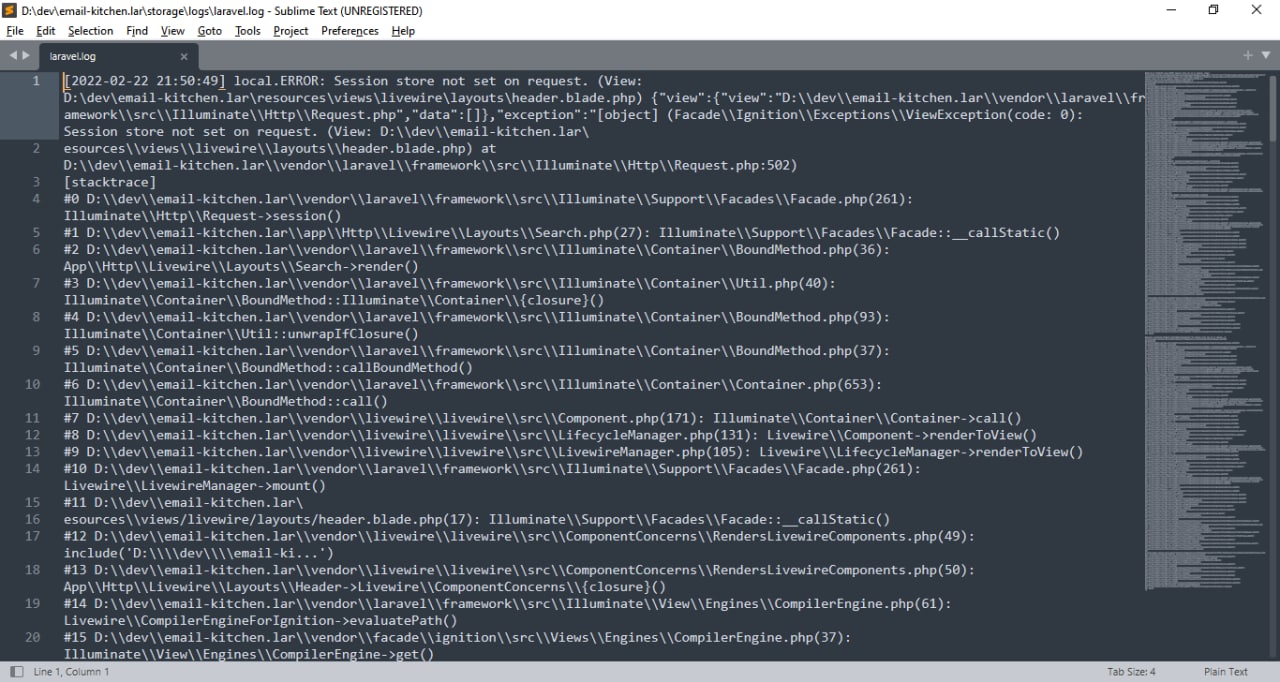 D:\dev\email-kitchen.lar\storage\logs\laravel.log - Sublime Text (UNREGISTERED)
File Edit Selection Find View Goto Tools Project Preferences Help
laravel.log
1 [2022-02-22 21:50:49] local.ERROR: Session store not set on request. (View:
D:\dev\email-kitchen.lar\resources\views\livewire\layouts\header.blade.php) {"view":{"view":"D:\\dev\\email-kitchen.lar\\vendor\\laravel\\fr
amework\\src\\Illuminate\\Http\\Request.php","data":[]},"exception":"[object] (Facade\\Ignition\\Exceptions\\ViewException(code: 0):
Session store not set on request. (View: D:\\dev\\email-kitchen.lar\
2 esources\\views\\livewire\\layouts\\header.blade.php) at
D:\\dev\\email-kitchen.lar\\vendor\\laravel\\framework\\src\\Illuminate\\Http\\Request.php:502)
3 [stacktrace]
4 #0 D:\\dev\\email-kitchen.lar\\vendor\\laravel\\framework\\src\\Illuminate\\Support\\Facades\\Facade.php(261):
Illuminate\\Http\\Request->session()
5 #1 D:\\dev\\email-kitchen.lar\\app\\Http\\Livewire\\Layouts\\Search.php(27): Illuminate\\Support\\Facades\\Facade::__callStatic()
6 #2 D:\\dev\\email-kitchen.lar\\vendor\\laravel\\framework\\src\\Illuminate\\Container\\BoundMethod.php(36):
App\\Http\\Livewire\\Layouts\\Search->render()
7 #3 D:\\dev\\email-kitchen.lar\\vendor\\laravel\\framework\\src\\Illuminate\\Container\\Util.php(40):
Illuminate\\Container\\BoundMethod::Illuminate\\Container\\{closure}()
8 #4 D:\\dev\\email-kitchen.lar\\vendor\\laravel\\framework\\src\\Illuminate\\Container\\BoundMethod.php(93):
Illuminate\\Container\\Util::unwrapIfClosure()
9 #5 D:\\dev\\email-kitchen.lar\\vendor\\laravel\\framework\\src\\Illuminate\\Container\\BoundMethod.php(37):
Illuminate\\Container\\BoundMethod::callBoundMethod()
10 #6 D:\\dev\\email-kitchen.lar\\vendor\\laravel\\framework\\src\\Illuminate\\Container\\Container.php(653):
Illuminate\\Container\\BoundMethod::call()
11 #7 D:\\dev\\email-kitchen.lar\\vendor\\livewire\\livewire\\src\\Component.php(171): Illuminate\\Container\\Container->call()
12 #8 D:\\dev\\email-kitchen.lar\\vendor\\livewire\\livewire\\src\\LifecycleManager.php(131): Livewire\\Component->renderToView()
13 #9 D:\\dev\\email-kitchen.lar\\vendor\\livewire\\livewire\\src\\LivewireManager.php(105): Livewire\\LifecycleManager->renderToView()
14 #10 D:\\dev\\email-kitchen.lar\\vendor\\laravel\\framework\\src\\Illuminate\\Support\\Facades\\Facade.php(261):
Livewire\\LivewireManager->mount()
15 #11 D:\\dev\\email-kitchen.lar\
16 esources\\views/livewire/layouts/header.blade.php(17): Illuminate\\Support\\Facades\\Facade::__callStatic()
17 #12 D:\\dev\\email-kitchen.lar\\vendor\\livewire\\livewire\\src\\ComponentConcerns\\RendersLivewireComponents.php(49):
include('D:\\\\dev\\\\email-ki...')
18 #13 D:\\dev\\email-kitchen.lar\\vendor\\livewire\\livewire\\src\\ComponentConcerns\\RendersLivewireComponents.php(50):
App\\Http\\Livewire\\Layouts\\Header->Livewire\\ComponentConcerns\\{closure}()
19 #14 D:\\dev\\email-kitchen.lar\\vendor\\laravel\\framework\\src\\Illuminate\\View\\Engines\\CompilerEngine.php(61):
Livewire\\CompilerEngineForIgnition->evaluatePath()
20 #15 D:\\dev\\email-kitchen.lar\\vendor\\facade\\ignition\\src\\Views\\Engines\\CompilerEngine.php(37):
Illuminate\\View\\Engines\\CompilerEngine->get()
Line 1, Column 1 Tab Size: 4 Plain Text